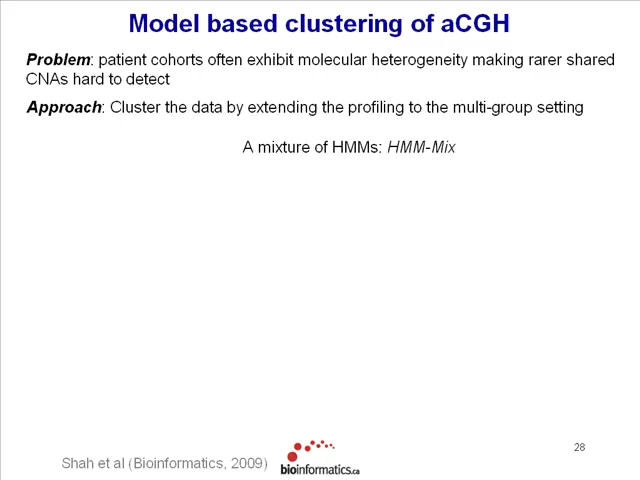 Model based clustering of aCGH
Problem: patient cohorts often exhibit molecular heterogeneity making rarer shared
CNAs hard to detect
Approach: Cluster the data by extending the profiling to the multi-group setting
A mixture of HMMs: HMM-Mix
28
Shah et al (Bioinformatics, 2009)
bioinformatics.ca